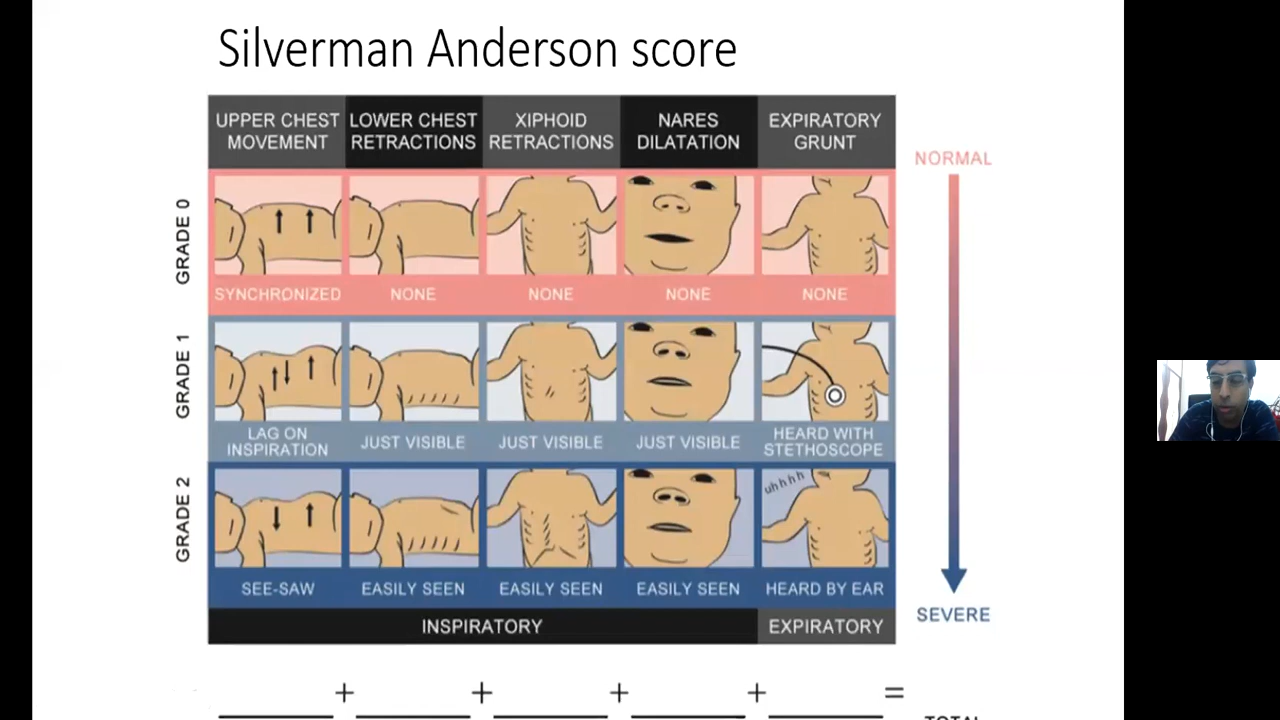 Silverman Anderson score
UPPER CHEST MOVEMENT
LOWER CHEST RETRACTIONS
XIPHOID RETRACTIONS
NARES DILATATION
EXPIRATORY GRUNT
NORMAL
GRADE 0
SYNCHRONIZED
NONE
NONE
NONE
NONE
GRADE 1
LAG ON INSPIRATION
JUST VISIBLE
JUST VISIBLE
JUST VISIBLE
HEARD WITH STETHOSCOPE
GRADE 2
uhhhh
SEE-SAW
EASILY SEEN
EASILY SEEN
EASILY SEEN
HEARD BY EAR
SEVERE
INSPIRATORY
EXPIRATORY
+ + + + =
TOTAL